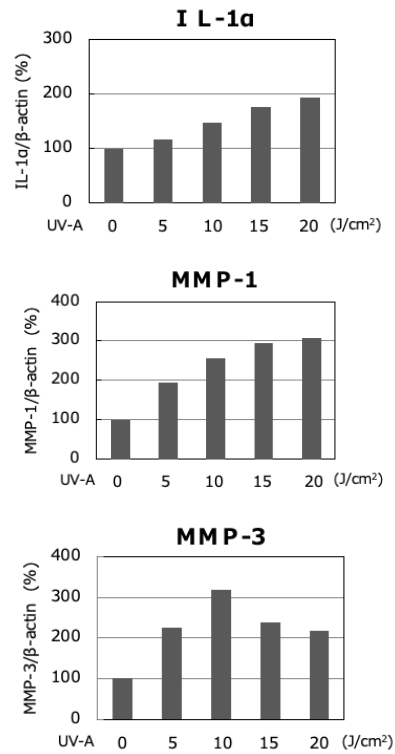 IL-1α
IL-1α/β-actin (%)
300
200
100
0
UV-A 0 5 10 15 20 (J/cm²)
MMP-1
MMP-1/β-actin (%)
400
300
200
100
0
UV-A 0 5 10 15 20 (J/cm²)
MMP-3
MMP-3/β-actin (%)
400
300
200
100
0
UV-A 0 5 10 15 20 (J/cm²)